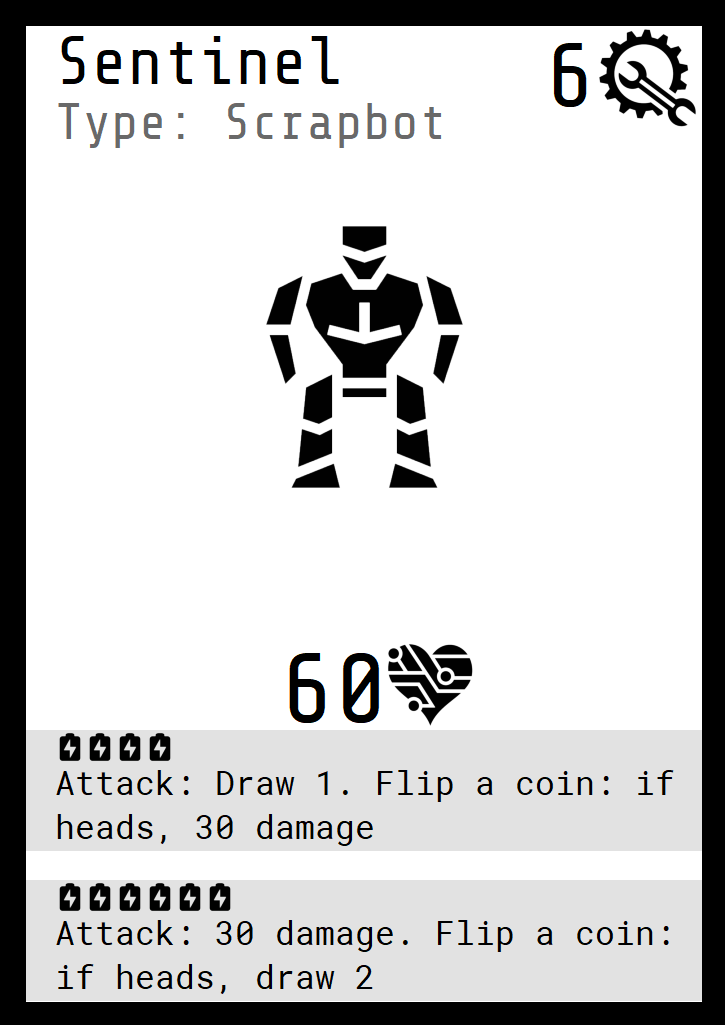 Sentinel
6
Type: Scrapbot
60
Attack: Draw 1. Flip a coin: if
heads, 30 damage
Attack: 30 damage. Flip a coin:
if heads, draw 2